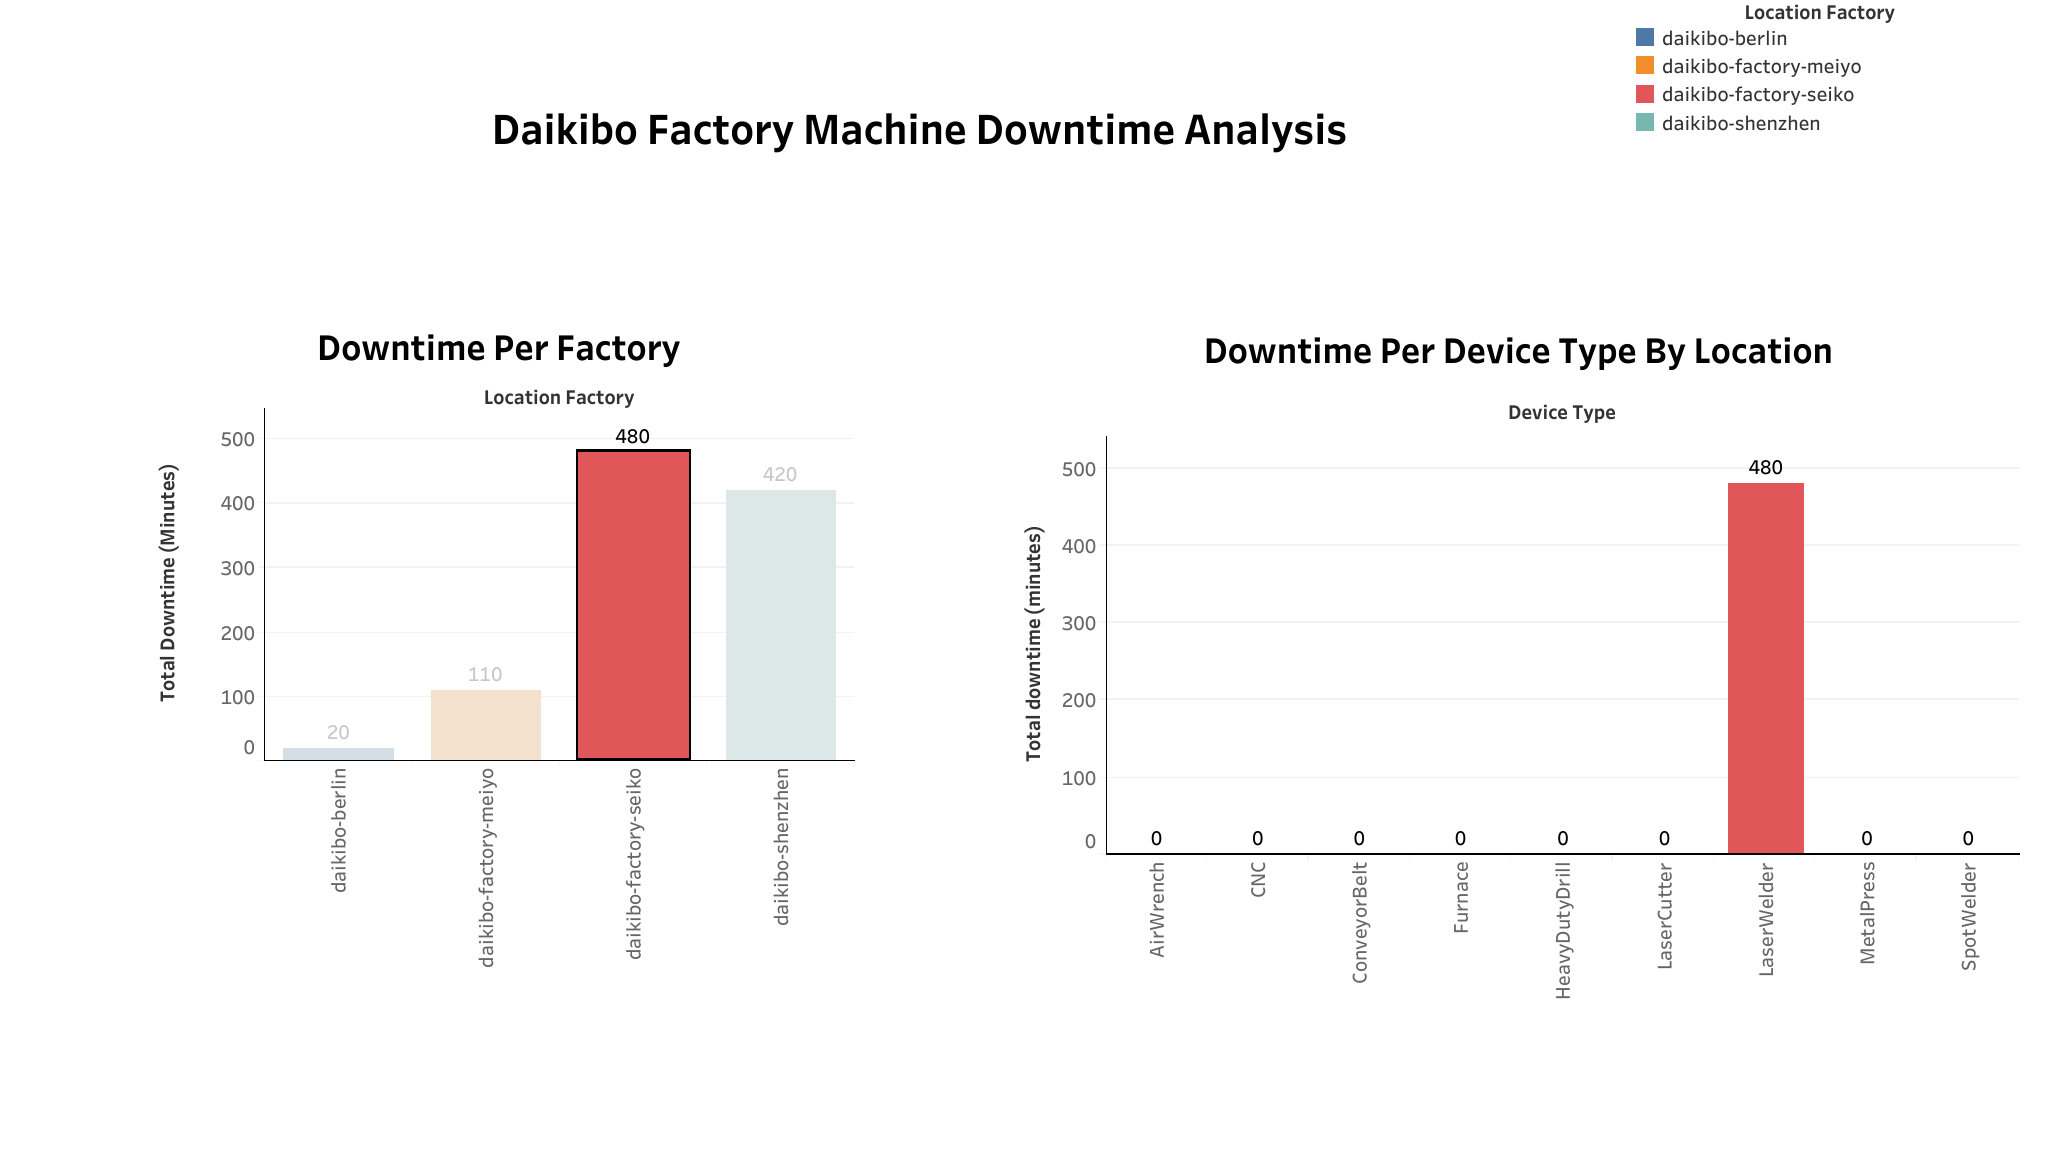 Location Factory
daikibo-berlin
daikibo-factory-meiyo
daikibo-factory-seiko
daikibo-shenzhen
Daikibo Factory Machine Downtime Analysis
Downtime Per Factory
Location Factory
Total Downtime (Minutes)
500
400
300
200
100
0
20
110
480
420
daikibo-berlin
daikibo-factory-meiyo
daikibo-factory-seiko
daikibo-shenzhen
Downtime Per Device Type By Location
Device Type
Total downtime (minutes)
500
400
300
200
100
0
0
0
0
0
0
0
480
0
0
AirWrench
CNC
ConveyorBelt
Furnace
HeavyDutyDrill
LaserCutter
LaserWelder
MetalPress
SpotWelder